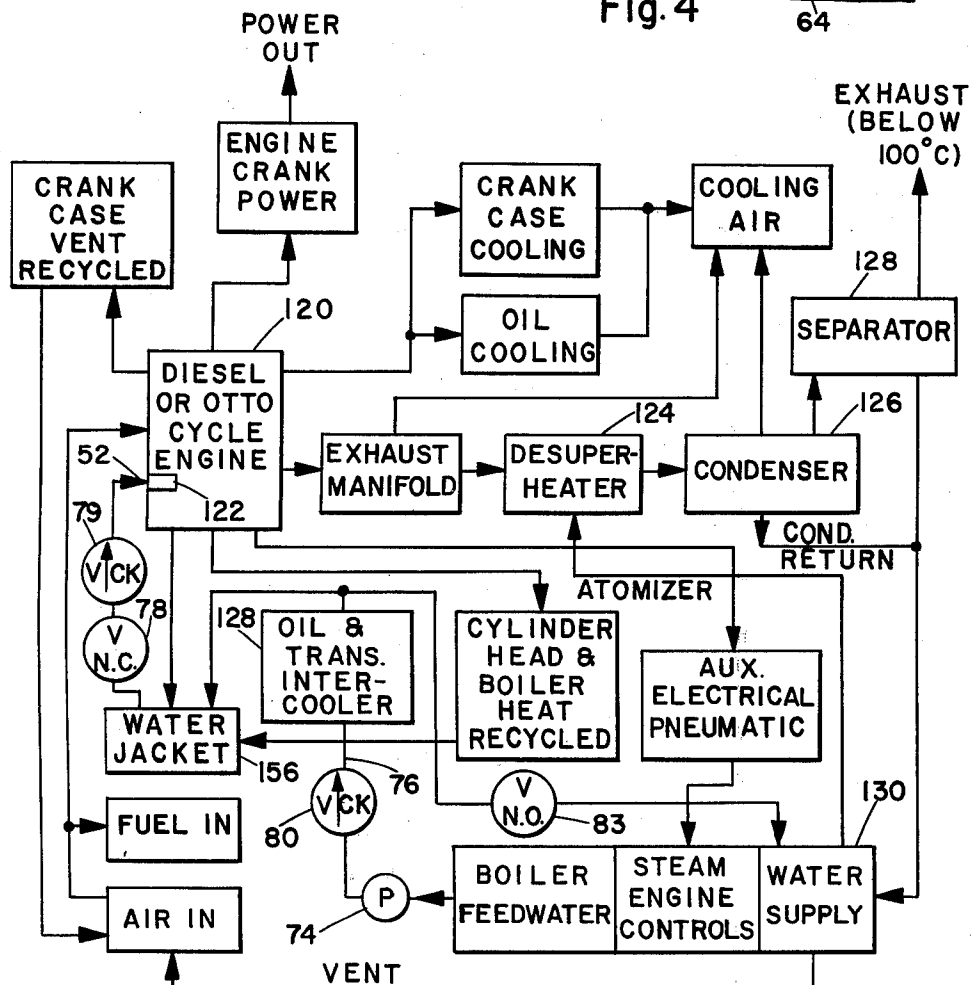 Fig. 4
64
POWER
OUT
EXHAUST
(BELOW
100°C)
ENGINE
CRANK
POWER
CRANK
CASE
VENT
RECYCLED
CRANK
CASE
COOLING
COOLING
AIR
128
120
OIL
COOLING
SEPARATOR
DIESEL
OR OTTO
CYCLE
ENGINE
124
126
52
122
EXHAUST
MANIFOLD
DESUPER-
HEATER
CONDENSER
79
V CK
COND.
RETURN
ATOMIZER
78
V
N.C.
128
OIL &
TRANS.
INTER-
COOLER
CYLINDER
HEAD &
BOILER
HEAT
RECYCLED
AUX.
ELECTRICAL
PNEUMATIC
WATER
JACKET
156
76
V CK
80
V
N.O.
83
130
FUEL IN
BOILER
FEEDWATER
STEAM
ENGINE
CONTROLS
WATER
SUPPLY
P
74
AIR IN
VENT